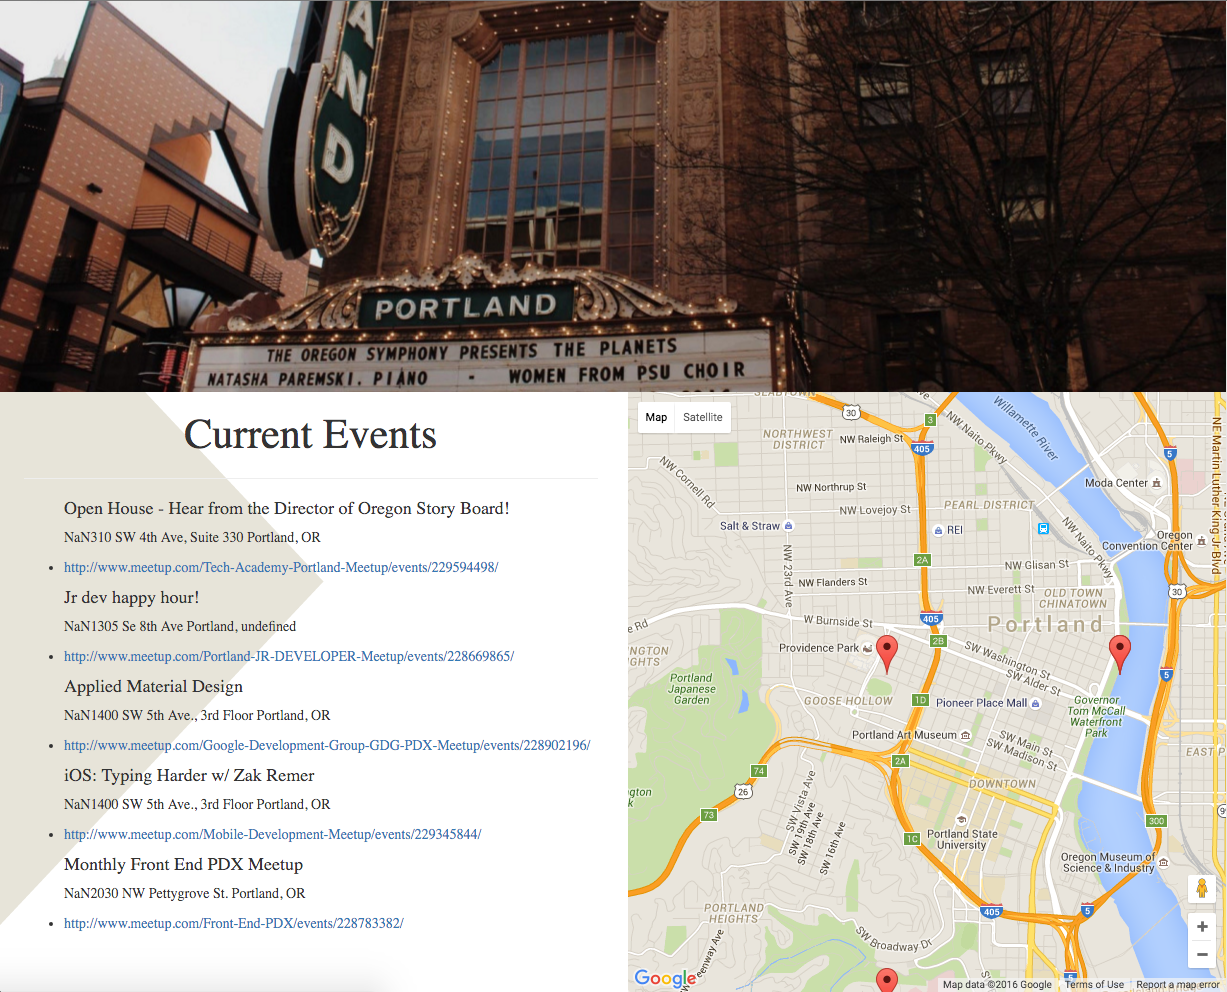 AND
PORTLAND
THE OREGON SYMPHONY PRESENTS THE PLANETS
NATASHA PAREMSKI. PIANO - WOMEN FROM PSU CHOIR
Current Events
Open House - Hear from the Director of Oregon Story Board!
NaN310 SW 4th Ave, Suite 330 Portland, OR
http://www.meetup.com/Tech-Academy-Portland-Meetup/events/229594498/
Jr dev happy hour!
NaN1305 Se 8th Ave Portland, undefined
http://www.meetup.com/Portland-JR-DEVELOPER-Meetup/events/228669865/
Applied Material Design
NaN1400 SW 5th Ave., 3rd Floor Portland, OR
http://www.meetup.com/Google-Development-Group-GDG-PDX-Meetup/events/228902196/
iOS: Typing Harder w/ Zak Remer
NaN1400 SW 5th Ave., 3rd Floor Portland, OR
http://www.meetup.com/Mobile-Development-Meetup/events/229345844/
Monthly Front End PDX Meetup
NaN2030 NW Pettygrove St. Portland, OR
http://www.meetup.com/Front-End-PDX/events/228783382/
Map Satellite
30
3
Willamette River
NORTHWEST
DISTRICT
NW Raleigh St
405
NW Naito Pkwy
5
NE Martin Luther King Jr Blvd
NW Cornell Rd
NW Northrup St
Moda Center
NW Lovejoy St
PEARL DISTRICT
Salt & Straw
REI
NW Naito Pkwy
Oregon
Convention Center
NW 23rd Ave
2A
NW Glisan St
NW Flanders St
NW Everett St
OLD TOWN
CHINATOWN
30
405
W Burnside St
Portland
e Rd
2B
Providence Park
SW Washington St
NGTON
GHTS
SW Alder St
5
Portland
Japanese
Garden
GOOSE HOLLOW
1D
Pioneer Place Mall
Governor
Tom McCall
Waterfront
Park
Portland Art Museum
SW Main St
SW Madison St
EAST P
2A
74
26
DOWNTOWN
ngton
k
73
SW Vista Ave
SW 19th Ave
SW 18th Ave
SW 16th Ave
300
1C
Portland State
University
Oregon Museum of
Science & Industry
PORTLAND
HEIGHTS
405
5
SW Broadway Dr
eenway Ave
5
+
−
Google
Map data ©2016 Google Terms of Use Report a map error